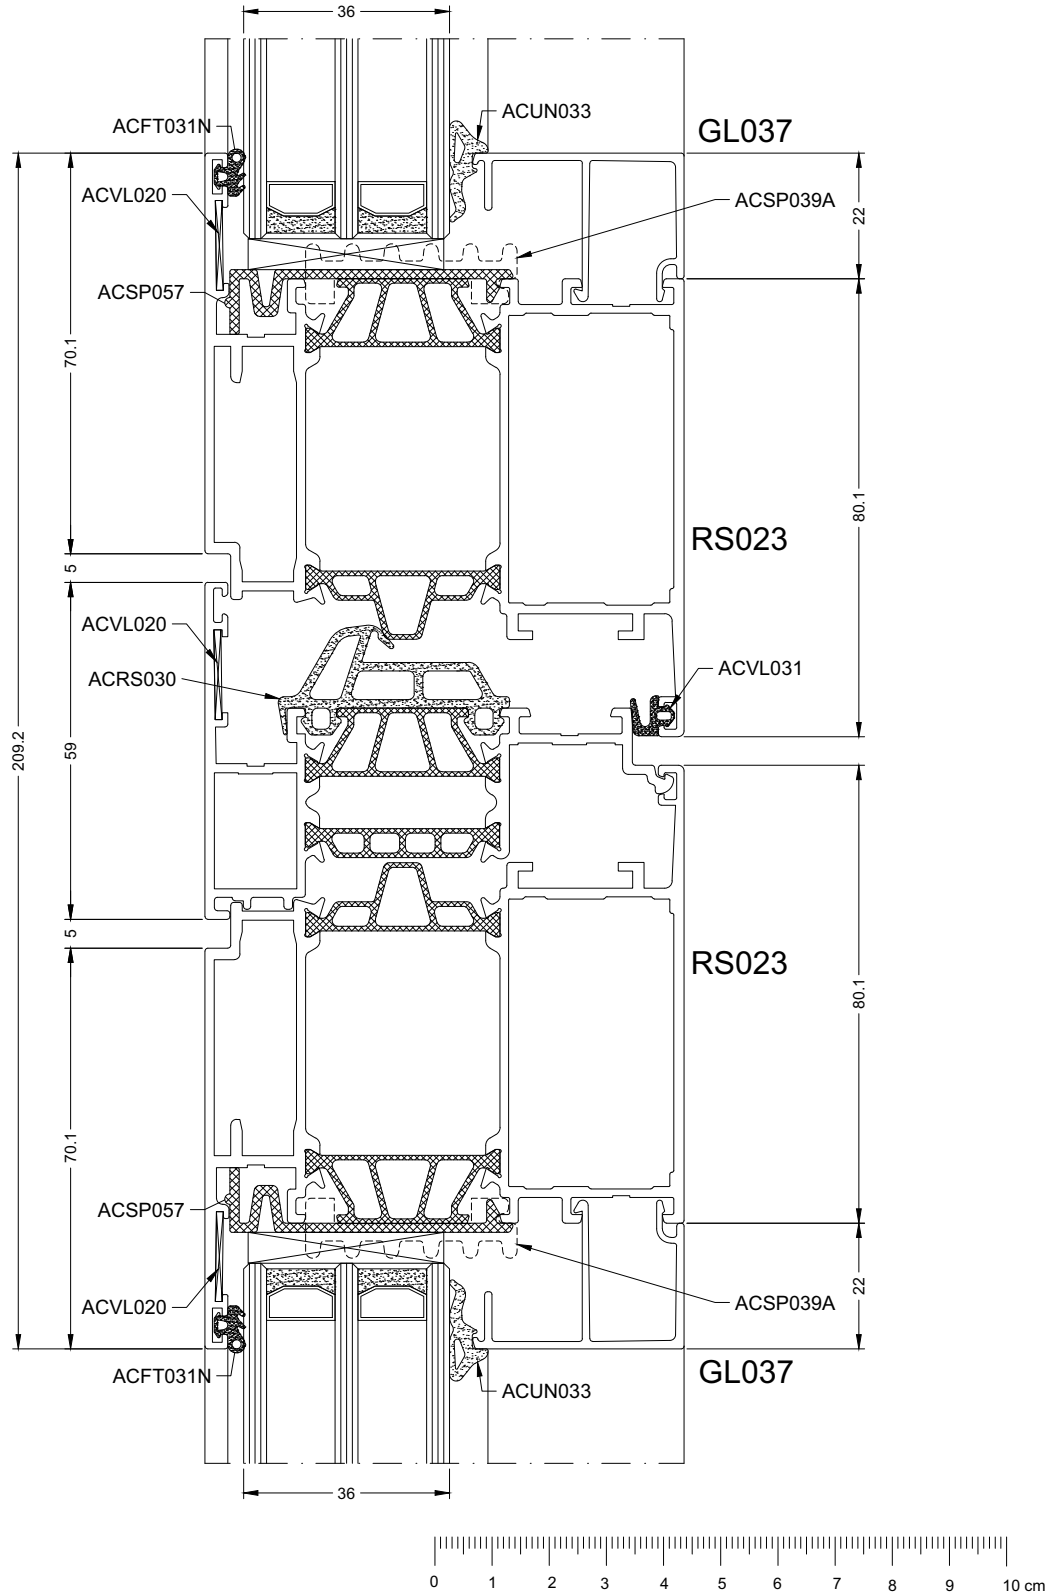 36
ACUN033
ACFT031N
GL037
ACVL020
ACSP039A
22
ACSP057
70.1
80.1
RS023
5
ACVL020
ACRS030
ACVL031
209.2
59
5
RS023
80.1
70.1
ACSP057
ACVL020
ACSP039A
22
ACFT031N
ACUN033
GL037
36
0 1 2 3 4 5 6 7 8 9 10 cm